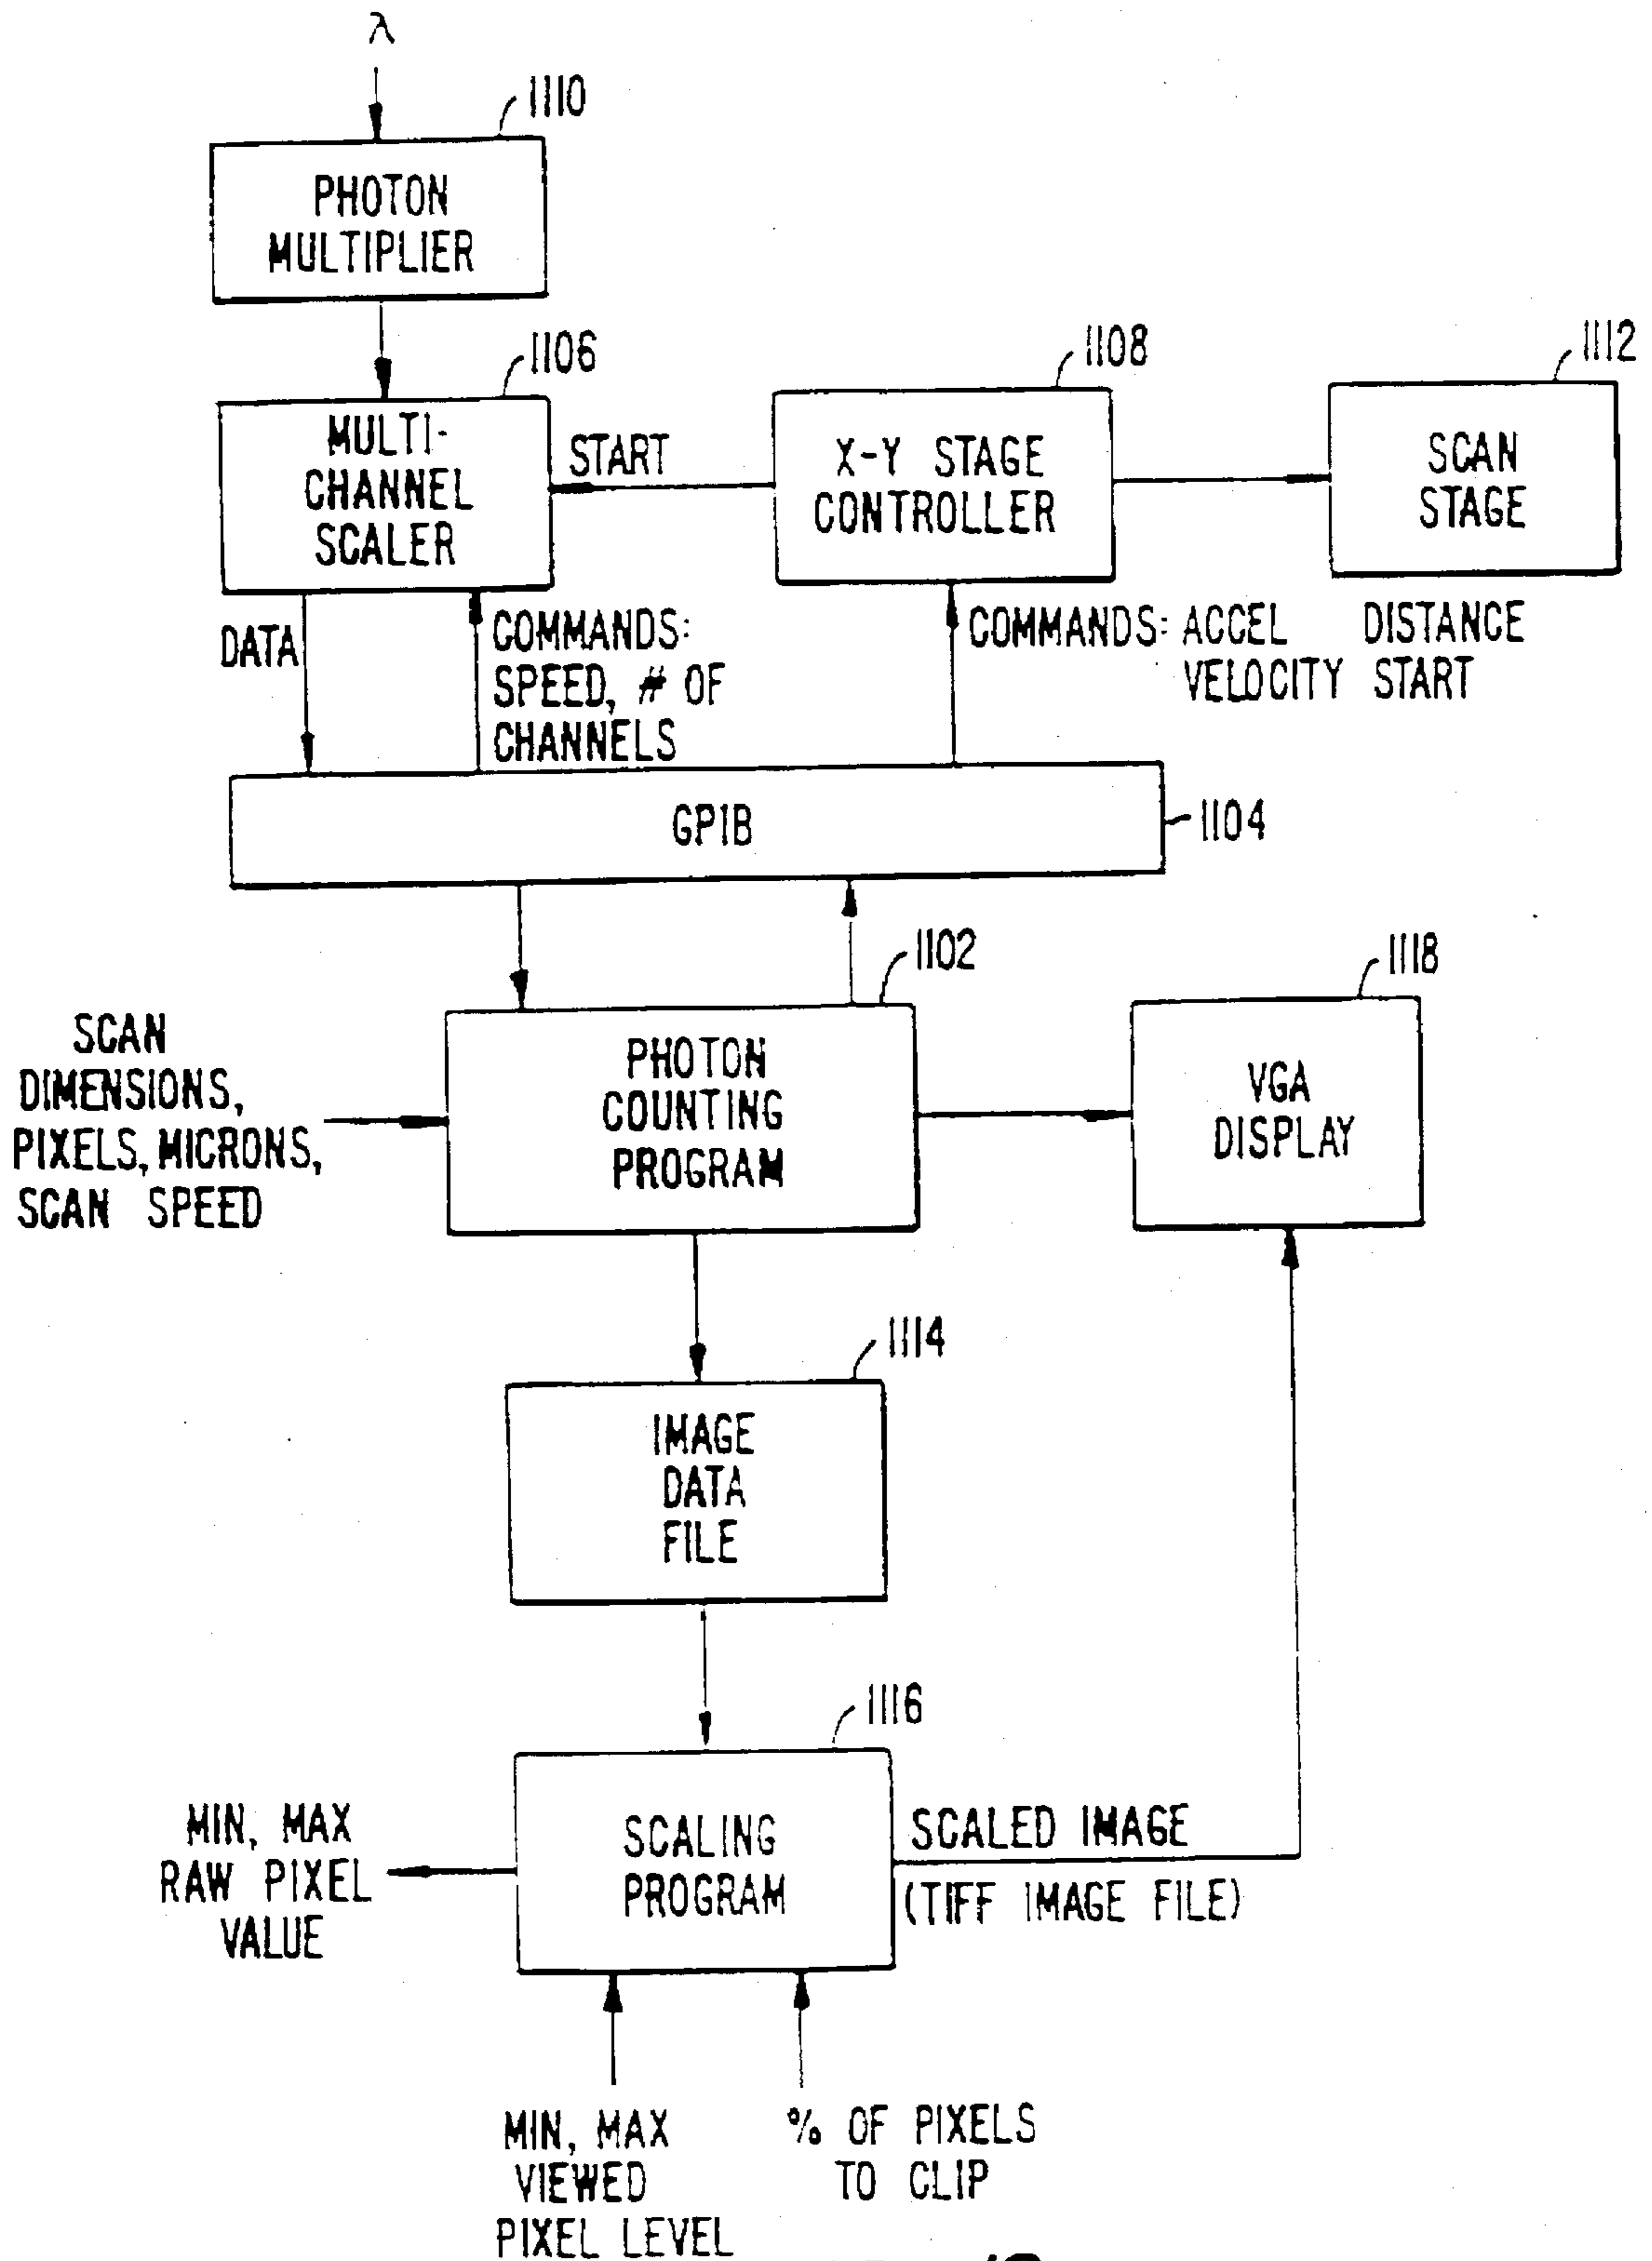 λ
1110
PHOTON
MULTIPLIER
1106
1108
1112
MULTI-
CHANNEL
SCALER
START
X-Y STAGE
CONTROLLER
SCAN
STAGE
DATA
COMMANDS:
SPEED, # OF
CHANNELS
COMMANDS: ACCEL DISTANCE
VELOCITY START
GPIB
1104
1102
1118
SCAN
DIMENSIONS,
PIXELS, MICRONS,
SCAN SPEED
PHOTON
COUNTING
PROGRAM
VGA
DISPLAY
1114
IMAGE
DATA
FILE
1116
MIN, MAX
RAW PIXEL
VALUE
SCALING
PROGRAM
SCALED IMAGE
(TIFF IMAGE FILE)
MIN, MAX
VIEWED
PIXEL LEVEL
% OF PIXELS
TO CLIP